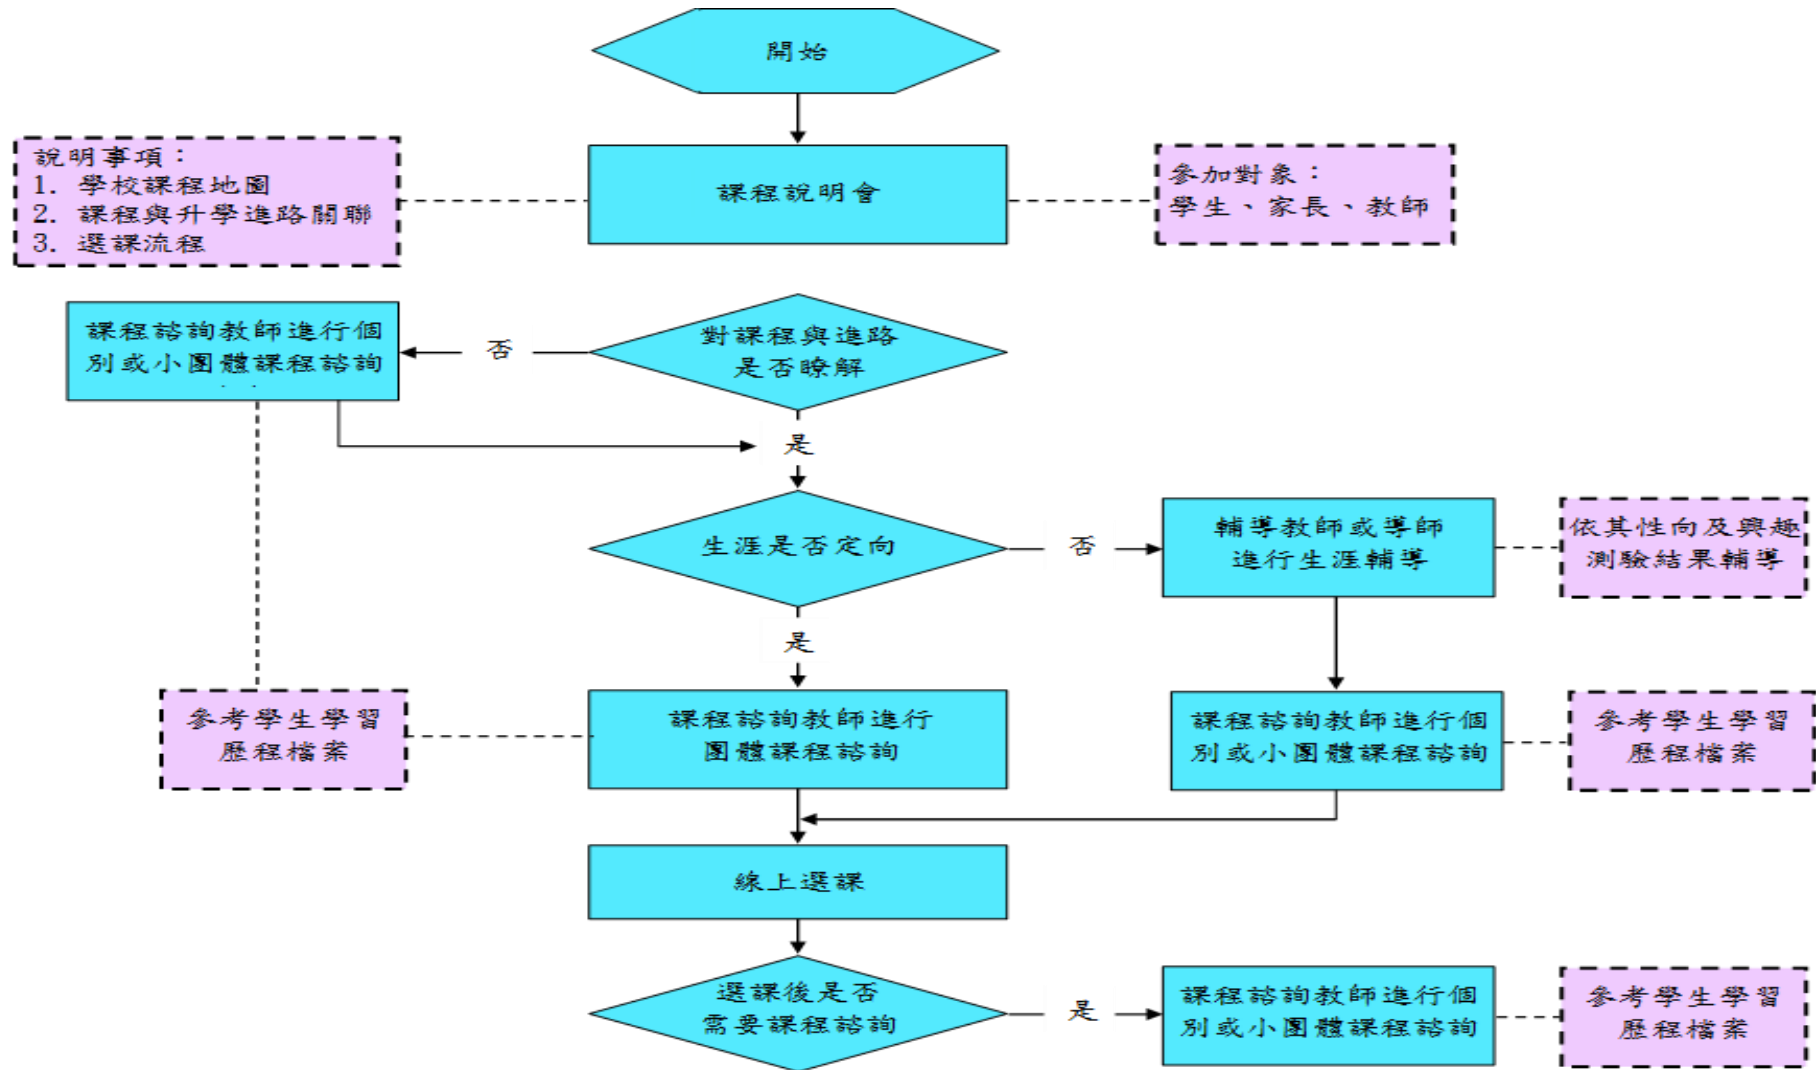 開始
說明事項：
1. 學校課程地圖
2. 課程與升學進路關聯
3. 選課流程
課程說明會
參加對象：
學生、家長、教師
課程諮詢教師進行個
別或小團體課程諮詢
否
對課程與進路
是否瞭解
是
生涯是否定向
否
輔導教師或導師
進行生涯輔導
依其性向及興趣
測驗結果輔導
是
參考學生學習
歷程檔案
課程諮詢教師進行
團體課程諮詢
課程諮詢教師進行個
別或小團體課程諮詢
參考學生學習
歷程檔案
線上選課
選課後是否
需要課程諮詢
是
課程諮詢教師進行個
別或小團體課程諮詢
參考學生學習
歷程檔案